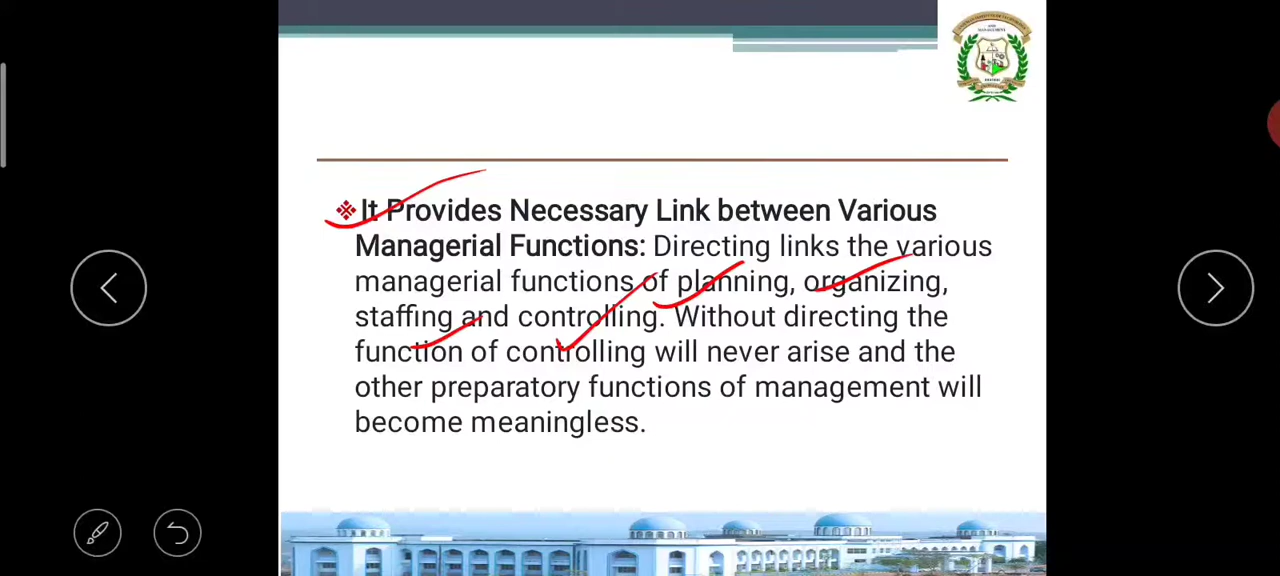 It Provides Necessary Link between Various
Managerial Functions: Directing links the various
managerial functions of planning, organizing,
staffing and controlling. Without directing the
function of controlling will never arise and the
other preparatory functions of management will
become meaningless.